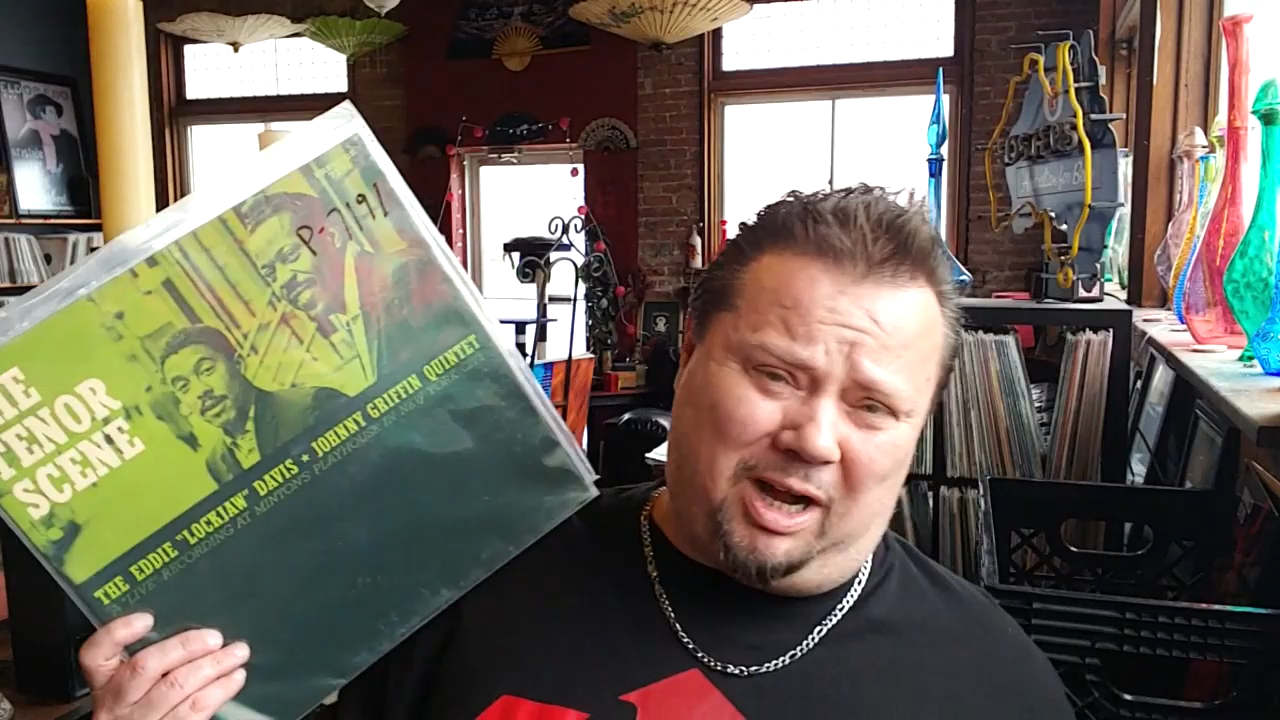 THE
TENOR
SCENE
P-7191
THE EDDIE "LOCKJAW" DAVIS ★ JOHNNY GRIFFIN QUINTET
A "LIVE" RECORDING AT MINTON'S PLAYHOUSE IN NEW YORK CITY